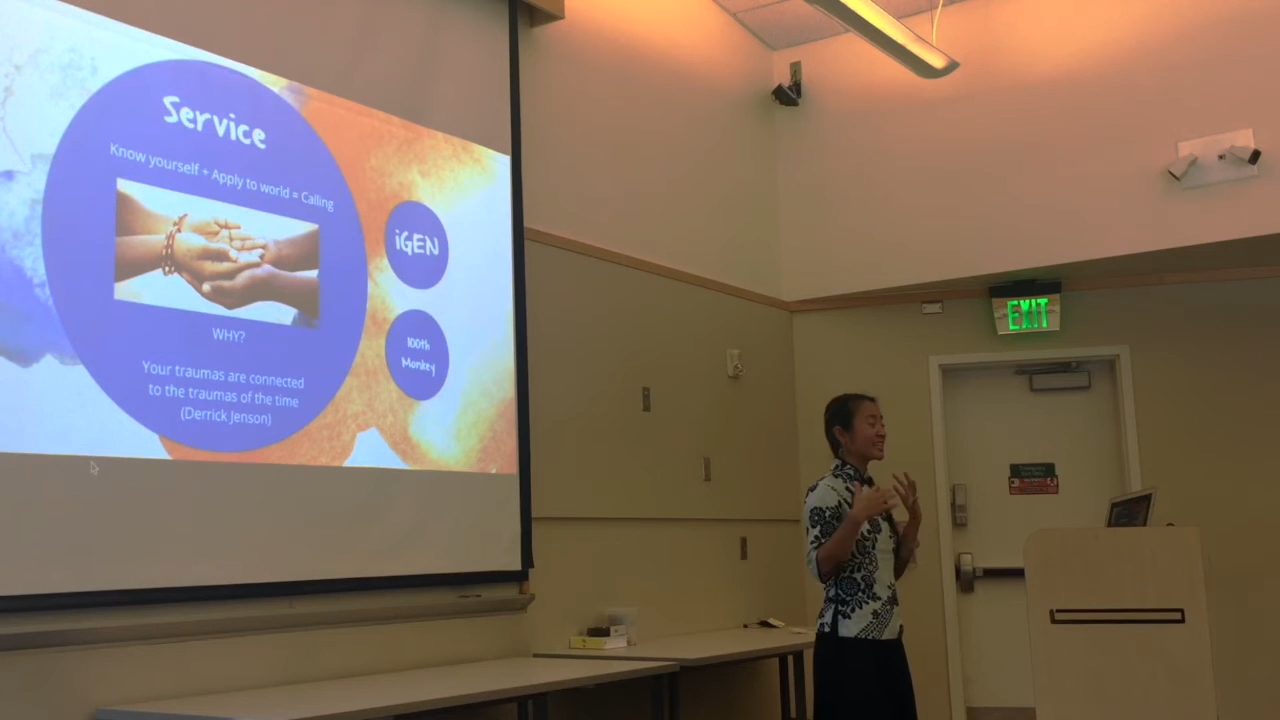 Service
Know yourself + Apply to world = Calling
WHY?
Your traumas are connected
to the traumas of the time
(Derrick Jenson)
iGEN
100th
Monkey
EXIT